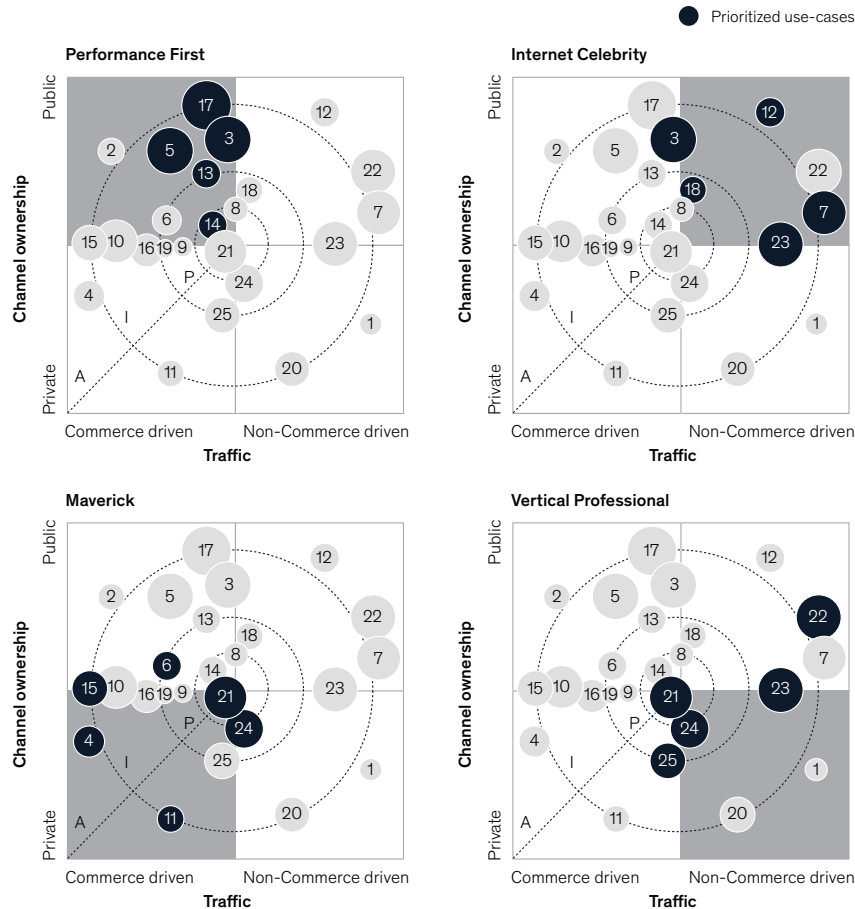 Prioritized use-cases
Performance First
Internet Celebrity
Public
Channel ownership
Private
17
12
3
5
2
13
22
18
8
7
6
14
15
10
16
19
9
21
23
P
24
4
I
25
1
A
11
20
Commerce driven
Non-Commerce driven
Traffic
Public
Channel ownership
Private
17
12
3
5
2
13
22
18
8
7
6
14
15
10
16
19
9
21
23
P
24
4
I
25
1
A
11
20
Commerce driven
Non-Commerce driven
Traffic
Maverick
Vertical Professional
Public
Channel ownership
Private
17
12
3
5
2
13
22
18
8
7
6
14
15
10
16
19
9
21
23
P
24
4
I
25
1
A
11
20
Commerce driven
Non-Commerce driven
Traffic
Public
Channel ownership
Private
17
12
3
5
2
13
22
18
8
7
6
14
15
10
16
19
9
21
23
P
24
4
I
25
1
A
11
20
Commerce driven
Non-Commerce driven
Traffic